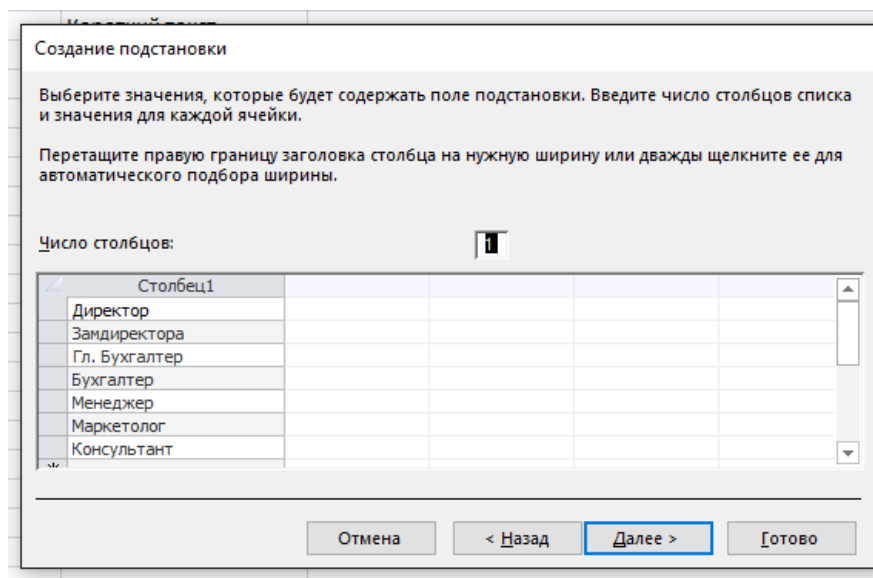 Короткий текст
Создание подстановки
Выберите значения, которые будет содержать поле подстановки. Введите число столбцов списка
и значения для каждой ячейки.
Перетащите правую границу заголовка столбца на нужную ширину или дважды щелкните ее для
автоматического подбора ширины.
Число столбцов: 1
Столбец1
Директор
Замдиректора
Гл. Бухгалтер
Бухгалтер
Менеджер
Маркетолог
Консультант
Отмена < Назад Далее > Готово